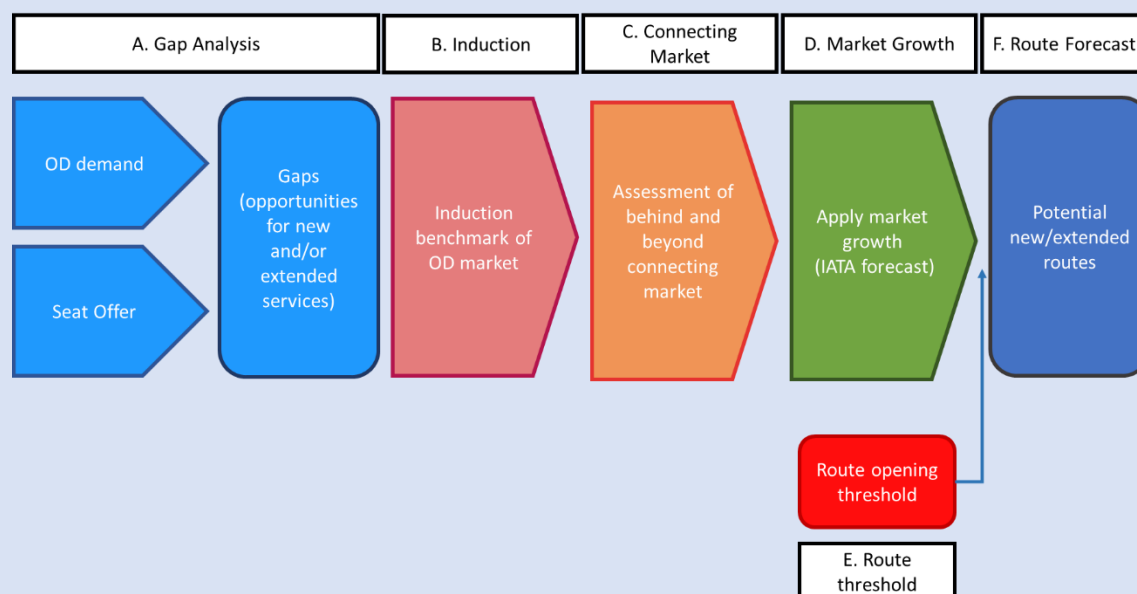 A. Gap Analysis
B. Induction
C. Connecting
Market
D. Market Growth
F. Route Forecast
OD demand
Seat Offer
Gaps
(opportunities
for new
and/or
extended
services)
Induction
benchmark of
OD market
Assessment of
behind and
beyond
connecting
market
Apply market
growth
(IATA forecast)
Potential
new/extended
routes
Route opening
threshold
E. Route
threshold